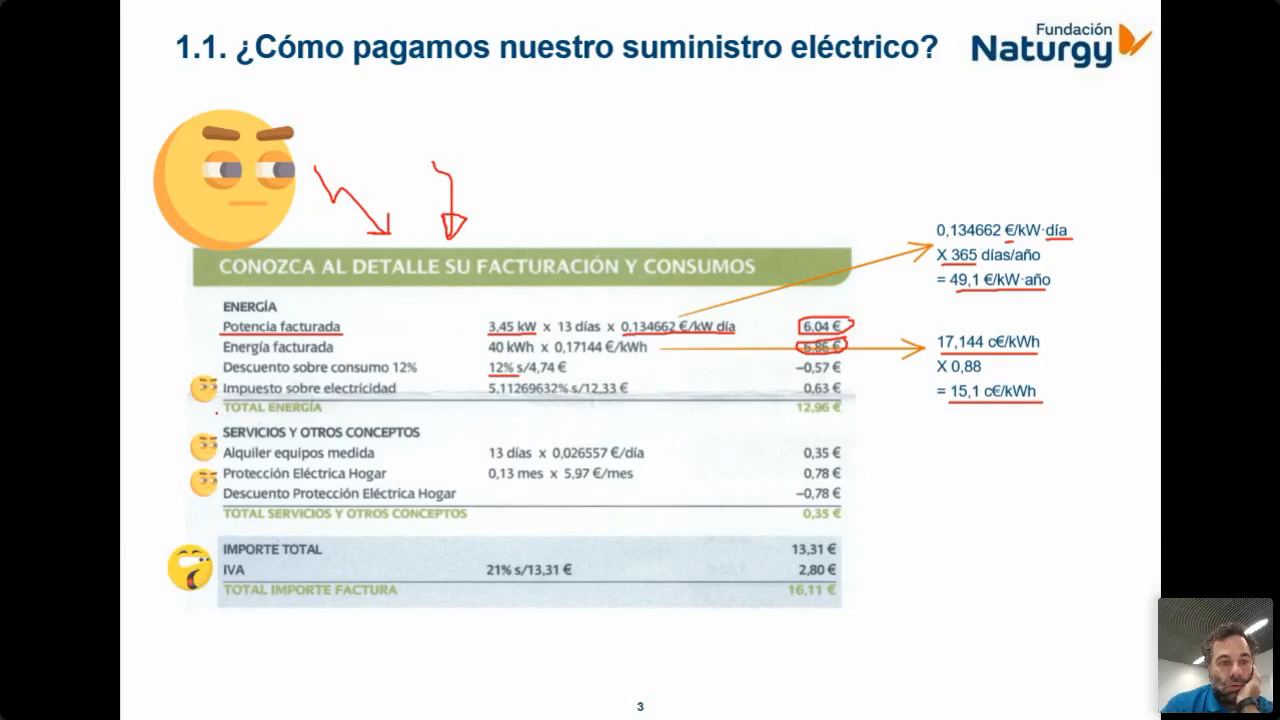 1.1. ¿Cómo pagamos nuestro suministro eléctrico?
Fundación
Naturgy
CONOZCA AL DETALLE SU FACTURACIÓN Y CONSUMOS
ENERGÍA
Potencia facturada 3,45 kW x 13 días x 0,134662 €/kW día 6,04 €
Energía facturada 40 kWh x 0,17144 €/kWh 6,86 €
Descuento sobre consumo 12% 12% s/4,74 € –0,57 €
Impuesto sobre electricidad 5,11269632% s/12,33 € 0,63 €
TOTAL ENERGÍA 12,96 €
SERVICIOS Y OTROS CONCEPTOS
Alquiler equipos medida 13 días x 0,026557 €/día 0,35 €
Protección Eléctrica Hogar 0,13 mes x 5,97 €/mes 0,78 €
Descuento Protección Eléctrica Hogar –0,78 €
TOTAL SERVICIOS Y OTROS CONCEPTOS 0,35 €
IMPORTE TOTAL 13,31 €
IVA 21% s/13,31 € 2,80 €
TOTAL IMPORTE FACTURA 16,11 €
0,134662 €/kW·día
X 365 días/año
= 49,1 €/kW·año
17,144 c€/kWh
X 0,88
= 15,1 c€/kWh
3